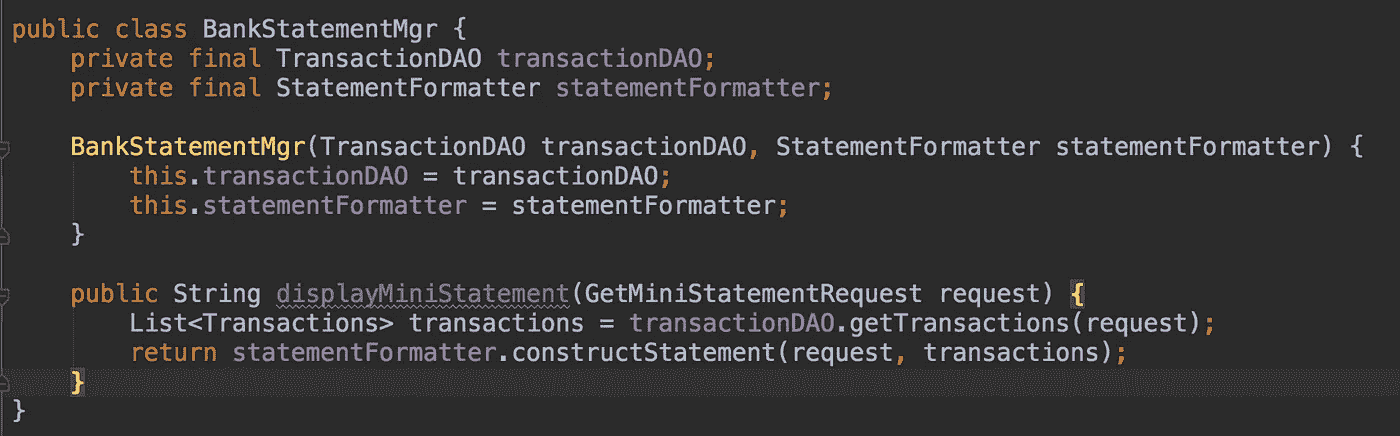 public class BankStatementMgr {
    private final TransactionDAO transactionDAO;
    private final StatementFormatter statementFormatter;

    BankStatementMgr(TransactionDAO transactionDAO, StatementFormatter statementFormatter) {
        this.transactionDAO = transactionDAO;
        this.statementFormatter = statementFormatter;
    }

    public String displayMiniStatement(GetMiniStatementRequest request) {
        List<Transactions> transactions = transactionDAO.getTransactions(request);
        return statementFormatter.constructStatement(request, transactions);
    }
}